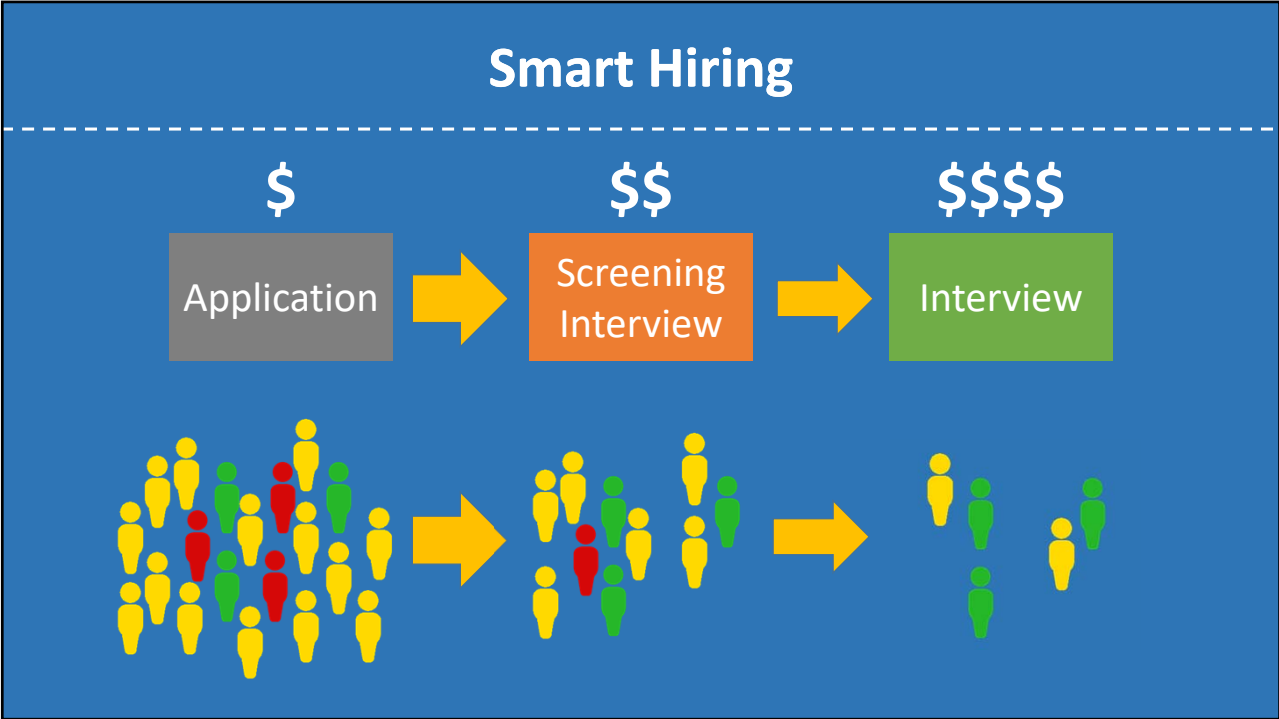 Smart Hiring
$
$$
$$$$
Application
Screening
Interview
Interview